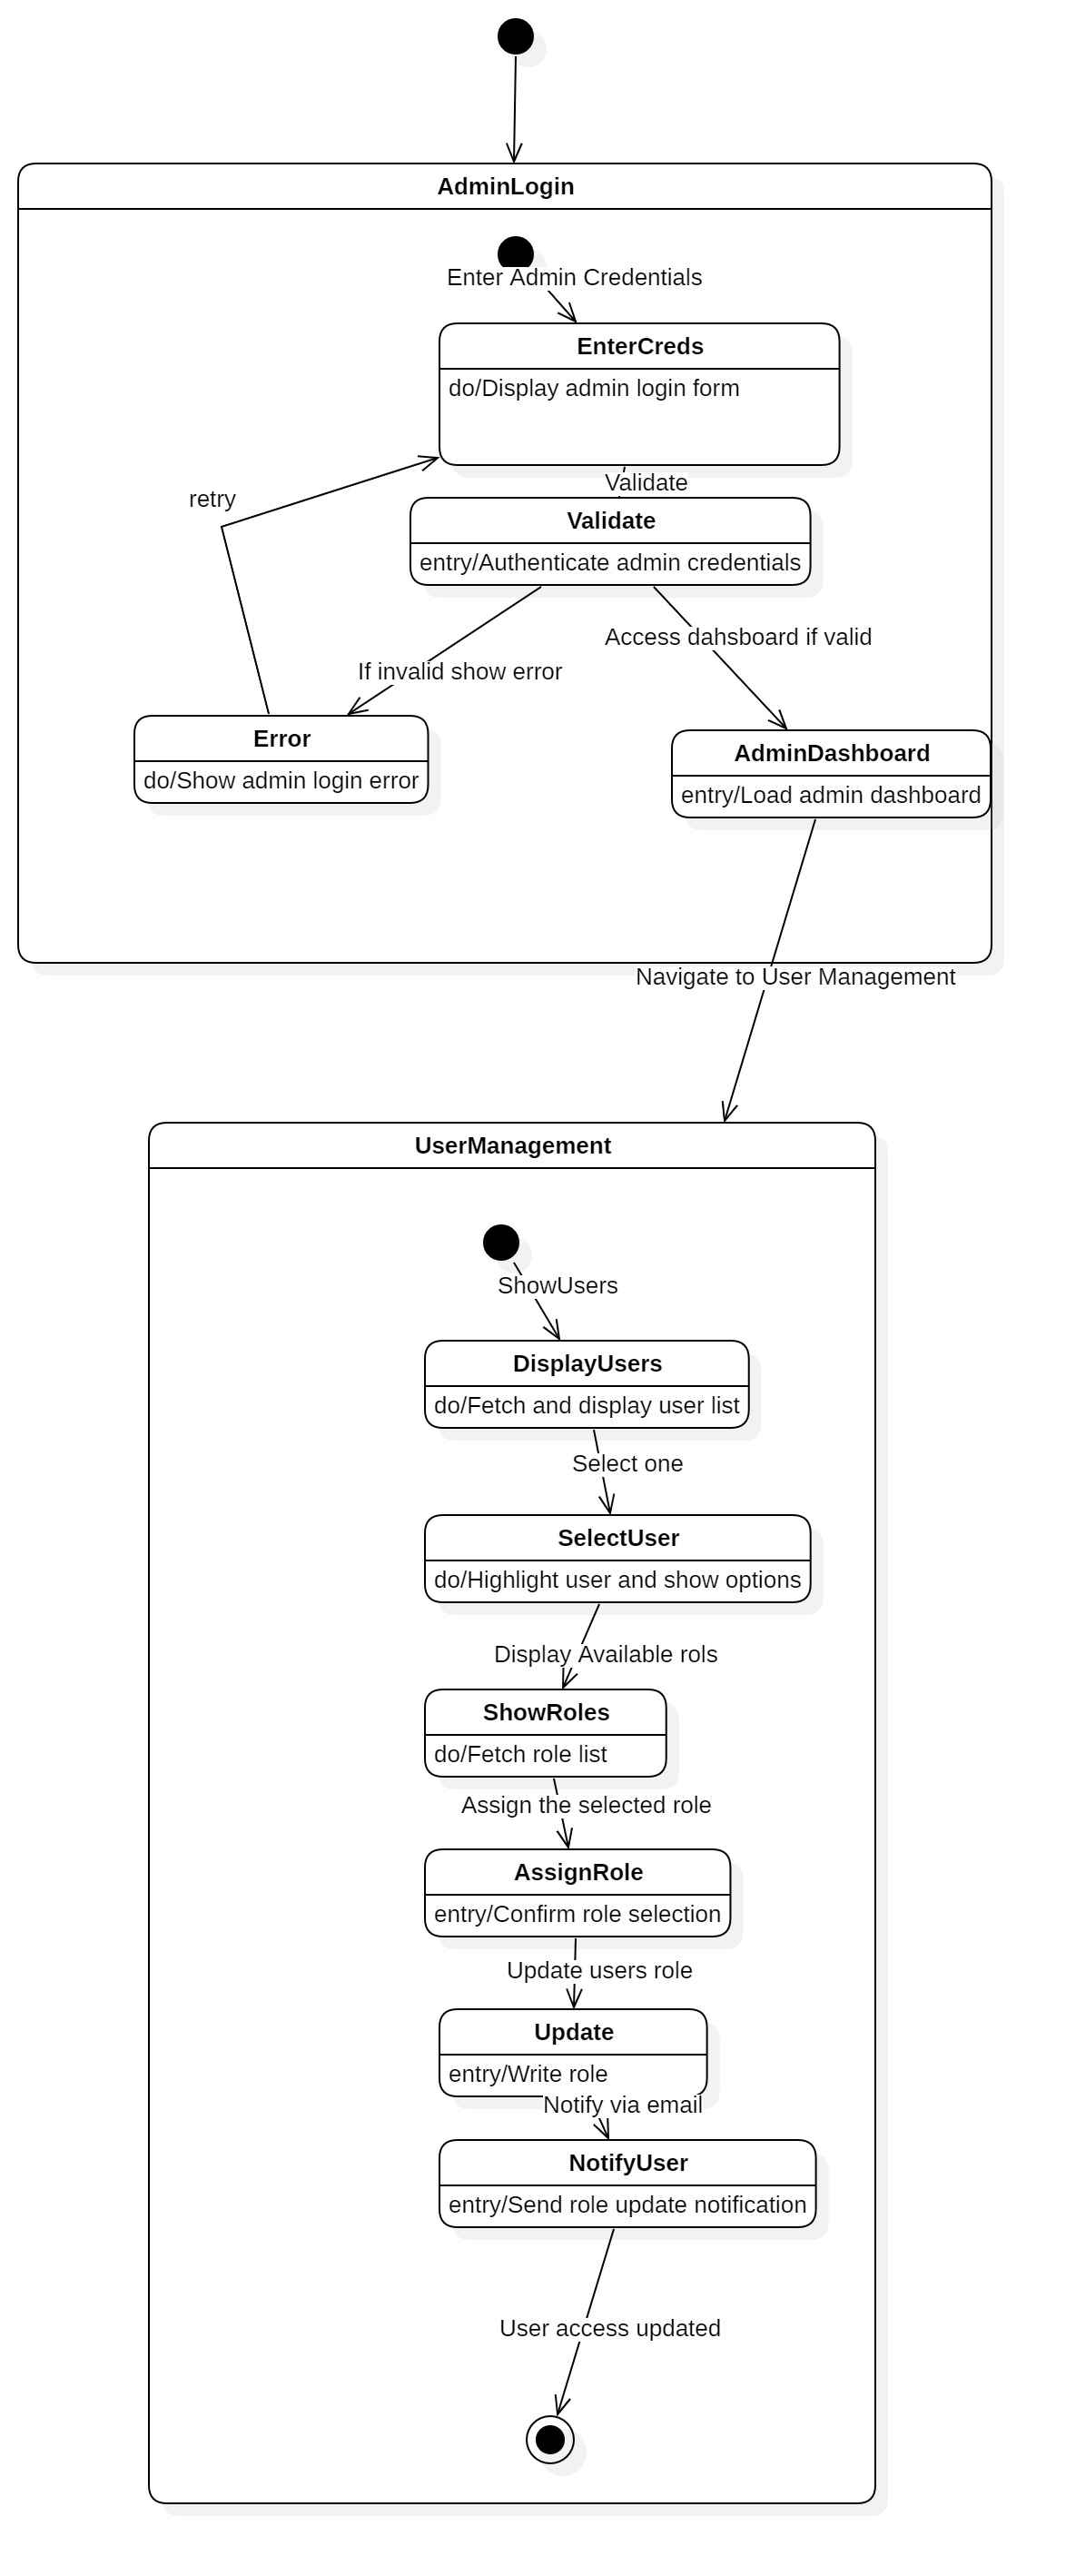 AdminLogin
Enter Admin Credentials
EnterCreds
do/Display admin login form
Validate
retry
Validate
entry/Authenticate admin credentials
Access dahsboard if valid
If invalid show error
Error
do/Show admin login error
AdminDashboard
entry/Load admin dashboard
Navigate to User Management
UserManagement
ShowUsers
DisplayUsers
do/Fetch and display user list
Select one
SelectUser
do/Highlight user and show options
Display Available rols
ShowRoles
do/Fetch role list
Assign the selected role
AssignRole
entry/Confirm role selection
Update users role
Update
entry/Write role
Notify via email
NotifyUser
entry/Send role update notification
User access updated